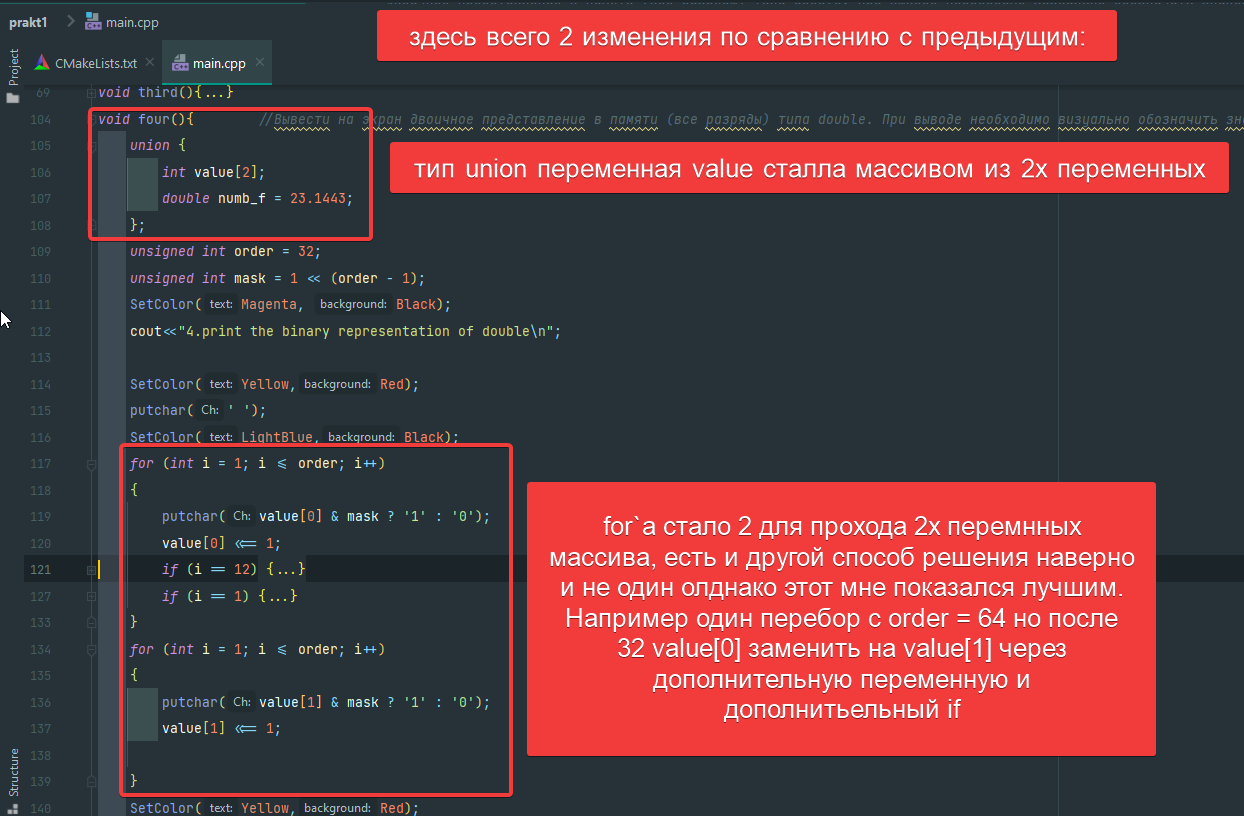 prakt1
main.cpp
здесь всего 2 изменения по сравнению с предыдущим:
Project
CMakeLists.txt
main.cpp
69 void third(){...}
104 void four(){ //Вывести на экран двоичное представление в памяти (все разряды) типа double. При выводе необходимо визуально обозначить
105 union {
106 int value[2];
107 double numb_f = 23.1443;
108 };
тип union переменная value сталла массивом из 2х переменных
109 unsigned int order = 32;
110 unsigned int mask = 1 << (order - 1);
111 SetColor( text: Magenta, background: Black);
112 cout<<"4.print the binary representation of double\n";
113
114 SetColor( text: Yellow, background: Red);
115 putchar( Ch: ' ');
116 SetColor( text: LightBlue, background: Black);
117 for (int i = 1; i <= order; i++)
118 {
119 putchar( Ch: value[0] & mask ? '1' : '0');
120 value[0] <<= 1;
121 if (i == 12) {...}
127 if (i == 1) {...}
133 }
134 for (int i = 1; i <= order; i++)
135 {
136 putchar( Ch: value[1] & mask ? '1' : '0');
137 value[1] <<= 1;
138
139 }
140 SetColor( text: Yellow, background: Red);
for`а стало 2 для прохода 2х перемнных
массива, есть и другой способ решения наверно
и не один олднако этот мне показался лучшим.
Например один перебор с order = 64 но после
32 value[0] заменить на value[1] через
дополнительную переменную и
дополнитьельный if
Structure